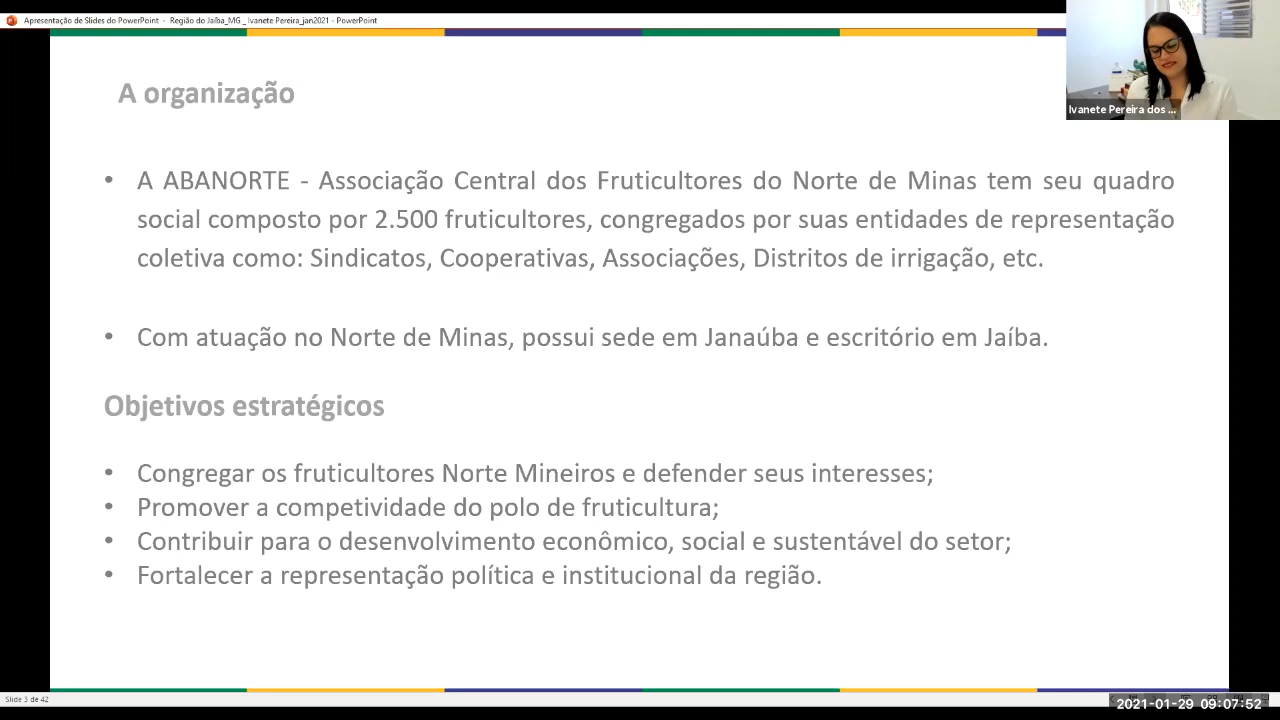 Apresentação de Slides do PowerPoint - Região do Jaíba_MG _ Ivanete Pereira_jan2021 - PowerPoint
Ivanete Pereira dos ...
A organização
• A ABANORTE - Associação Central dos Fruticultores do Norte de Minas tem seu quadro
social composto por 2.500 fruticultores, congregados por suas entidades de representação
coletiva como: Sindicatos, Cooperativas, Associações, Distritos de irrigação, etc.
• Com atuação no Norte de Minas, possui sede em Janaúba e escritório em Jaíba.
Objetivos estratégicos
• Congregar os fruticultores Norte Mineiros e defender seus interesses;
• Promover a competividade do polo de fruticultura;
• Contribuir para o desenvolvimento econômico, social e sustentável do setor;
• Fortalecer a representação política e institucional da região.
Slide 3 de 42
2021-01-29 09:07:52